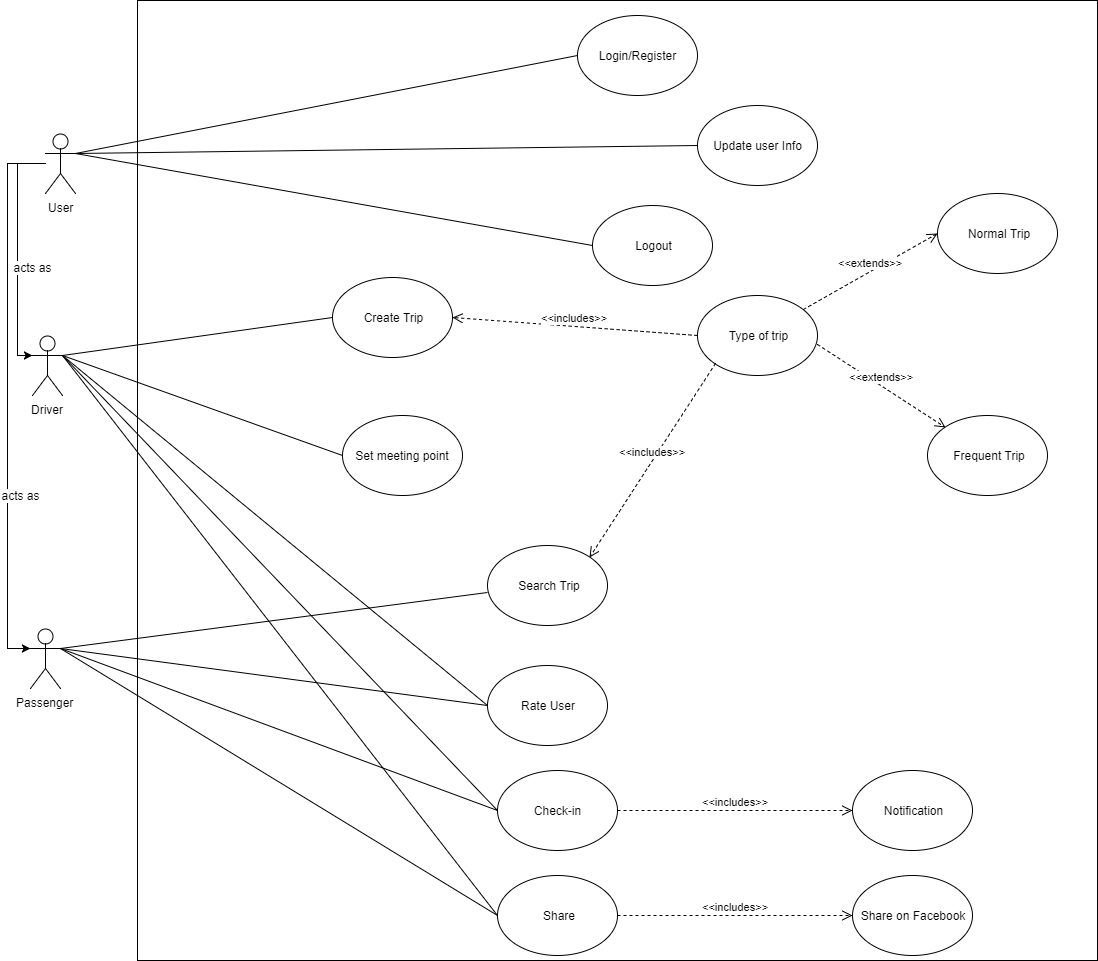 Login/Register
Update user Info
User
Logout
Normal Trip
<<extends>>
acts as
Create Trip
<<includes>>
Type of trip
<<extends>>
Driver
Set meeting point
<<includes>>
Frequent Trip
acts as
Search Trip
Passenger
Rate User
Check-in
<<includes>>
Notification
Share
<<includes>>
Share on Facebook